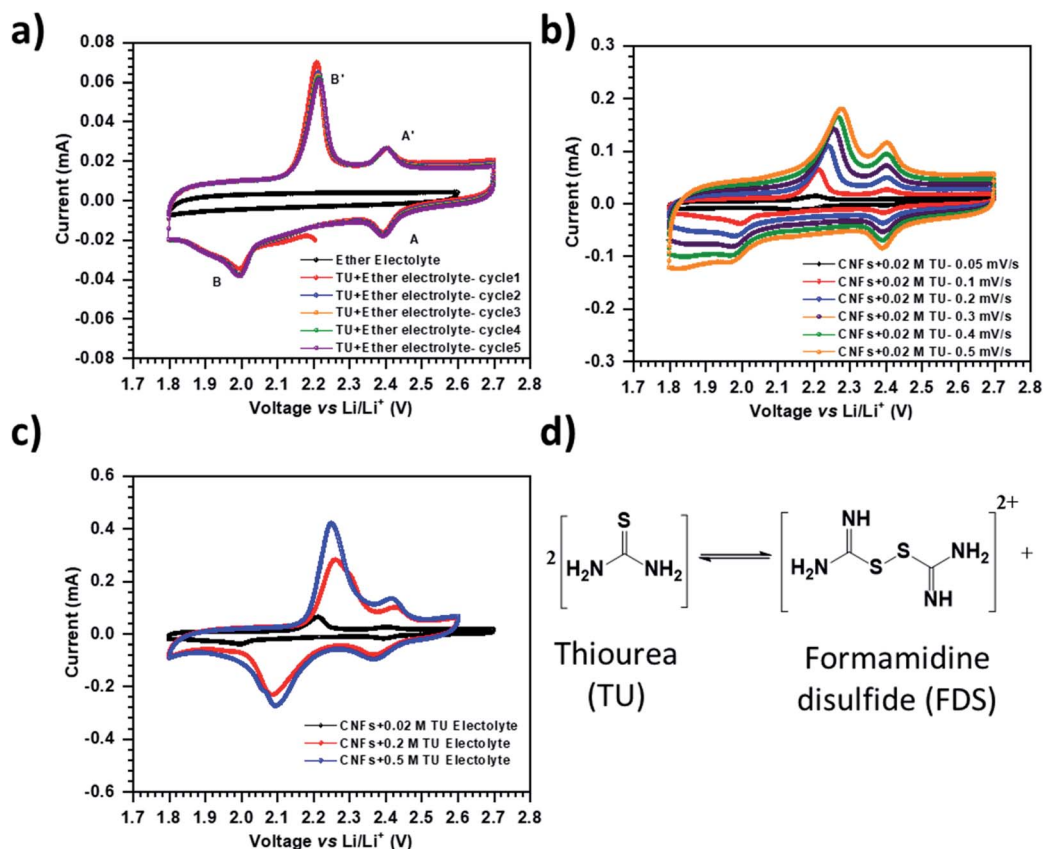 a)
0.08
0.06
0.04
0.02
0.00
-0.02
-0.04
-0.06
-0.08
Current (mA)
B'
A'
A
B
Ether Electolyte
TU+Ether electrolyte- cycle1
TU+Ether electrolyte- cycle2
TU+Ether electrolyte- cycle3
TU+Ether electrolyte- cycle4
TU+Ether electrolyte- cycle5
1.7 1.8 1.9 2.0 2.1 2.2 2.3 2.4 2.5 2.6 2.7 2.8
Voltage vs Li/Li⁺ (V)
b)
0.3
0.2
0.1
0.0
-0.1
-0.2
-0.3
Current (mA)
CNFs+0.02 M TU- 0.05 mV/s
CNFs+0.02 M TU- 0.1 mV/s
CNFs+0.02 M TU- 0.2 mV/s
CNFs+0.02 M TU- 0.3 mV/s
CNFs+0.02 M TU- 0.4 mV/s
CNFs+0.02 M TU- 0.5 mV/s
1.7 1.8 1.9 2.0 2.1 2.2 2.3 2.4 2.5 2.6 2.7 2.8
Voltage vs Li/Li⁺ (V)
c)
0.6
0.4
0.2
0.0
-0.2
-0.4
-0.6
Current (mA)
CNFs+0.02 M TU Electolyte
CNFs+0.2 M TU Electolyte
CNFs+0.5 M TU Electolyte
1.7 1.8 1.9 2.0 2.1 2.2 2.3 2.4 2.5 2.6 2.7 2.8
Voltage vs Li/Li⁺ (V)
d)
2+
S NH
2 H₂N NH₂ H₂N S S NH₂ +
NH
Thiourea
(TU)
Formamidine
disulfide (FDS)